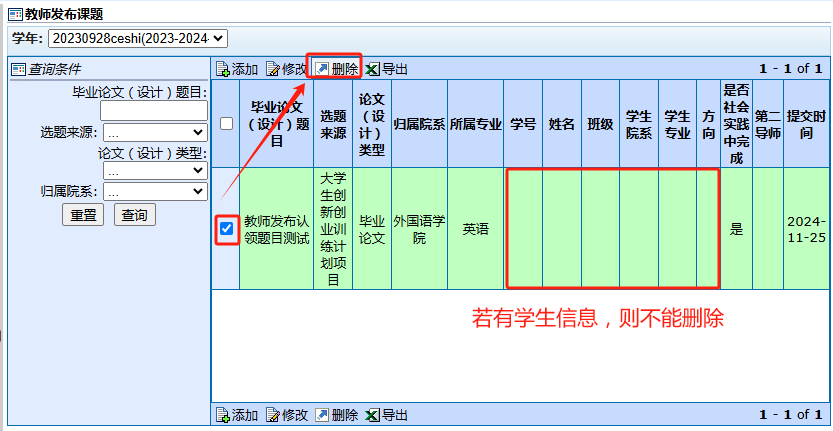 教师发布课题
学年: 20230928ceshi(2023-2024-
查询条件
毕业论文（设计）题目:
选题来源: ...
论文（设计）类型:
...
归属院系: ...
重置 查询
添加 修改 删除 导出 1 - 1 of 1
毕业论文（设计）题目 选题来源 论文（设计）类型 归属院系 所属专业 学号 姓名 班级 学生院系 学生专业 方向 是否社会实践中完成 第二导师 提交时间
教师发布认领题目测试 大学生创新创业训练计划项目 毕业论文 外国语学院 英语 是 2024-11-25
若有学生信息，则不能删除
添加 修改 删除 导出 1 - 1 of 1